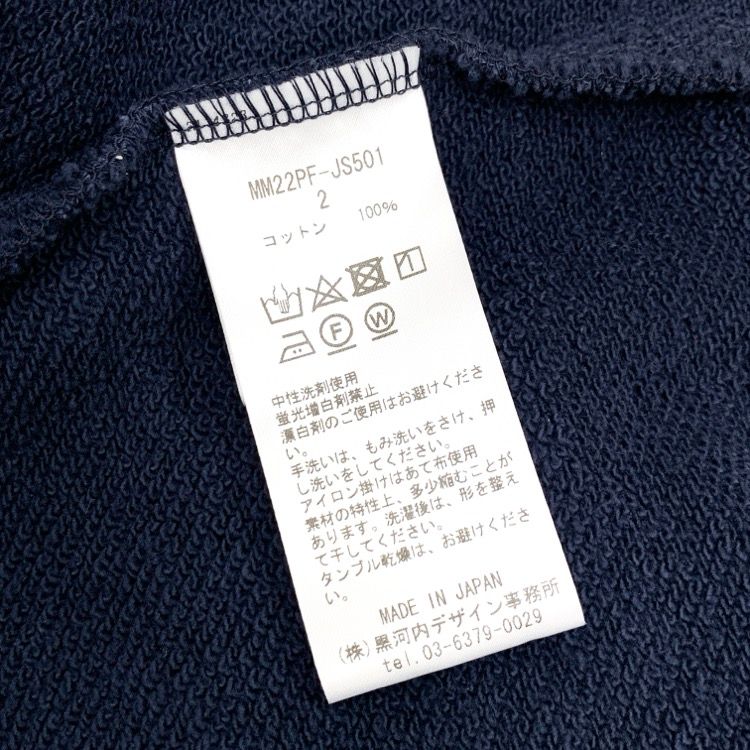 MM22PF-JS501
2
コットン 100%
F W
中性洗剤使用
蛍光増白剤禁止
漂白剤のご使用はお避けくださ
い。
手洗いは、もみ洗いをさけ、押
し洗いをしてください。
アイロン掛けはあて布使用
素材の特性上、多少縮むことが
あります。洗濯後は、形を整え
て干してください。
タンブル乾燥は、お避けくださ
い。
MADE IN JAPAN
(株)黒河内デザイン事務所
tel.03-6379-0029